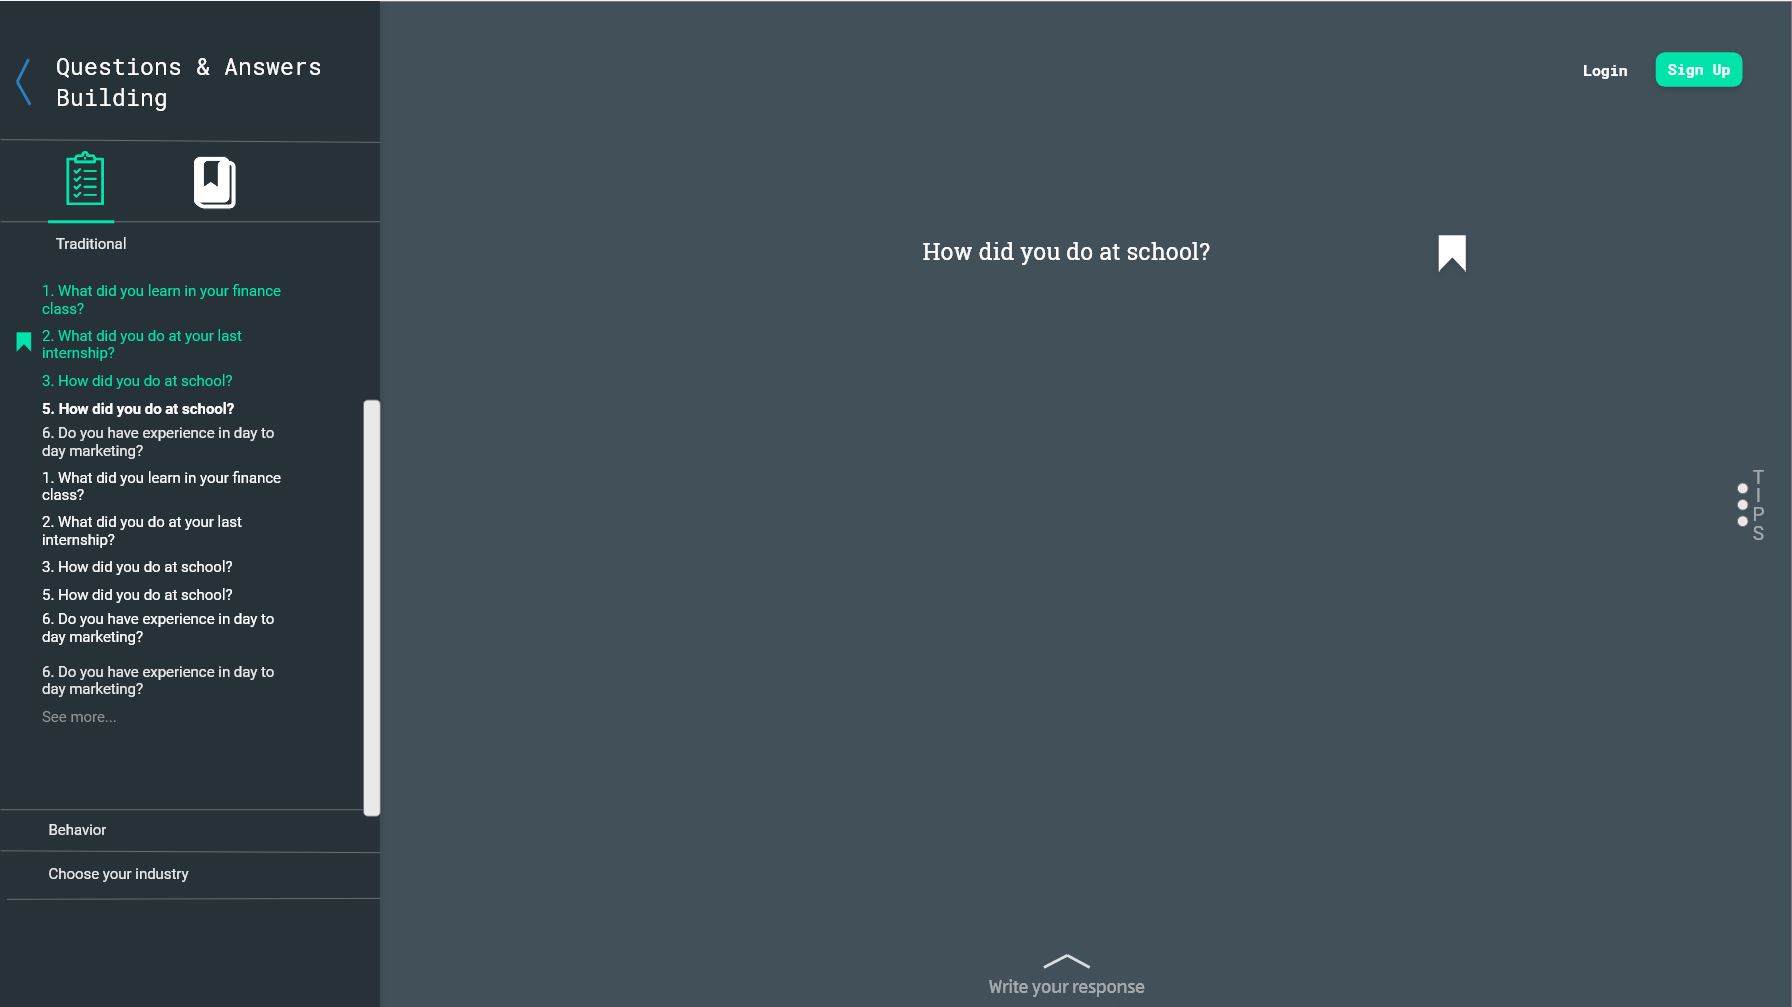 Questions & Answers
Building
Login
Sign Up
Traditional
1. What did you learn in your finance
class?
2. What did you do at your last
internship?
3. How did you do at school?
5. How did you do at school?
6. Do you have experience in day to
day marketing?
1. What did you learn in your finance
class?
2. What did you do at your last
internship?
3. How did you do at school?
5. How did you do at school?
6. Do you have experience in day to
day marketing?
6. Do you have experience in day to
day marketing?
See more...
Behavior
Choose your industry
How did you do at school?
T
I
P
S
Write your response